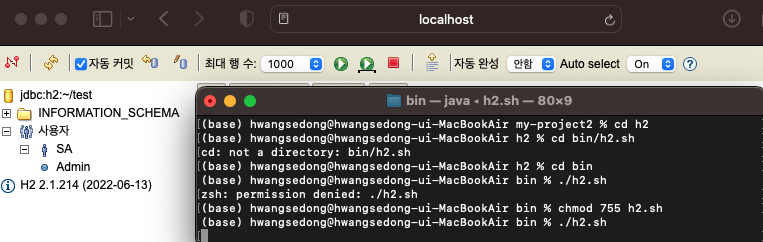 localhost
자동 커밋 최대 행 수: 1000 자동 완성 안함 Auto select On ?
jdbc:h2:~/test
INFORMATION_SCHEMA
사용자
SA
Admin
H2 2.1.214 (2022-06-13)
bin — java ◂ h2.sh — 80×9
(base) hwangsedong@hwangsedong-ui-MacBookAir my-project2 % cd h2
(base) hwangsedong@hwangsedong-ui-MacBookAir h2 % cd bin/h2.sh
cd: not a directory: bin/h2.sh
(base) hwangsedong@hwangsedong-ui-MacBookAir h2 % cd bin
(base) hwangsedong@hwangsedong-ui-MacBookAir bin % ./h2.sh
zsh: permission denied: ./h2.sh
(base) hwangsedong@hwangsedong-ui-MacBookAir bin % chmod 755 h2.sh
(base) hwangsedong@hwangsedong-ui-MacBookAir bin % ./h2.sh